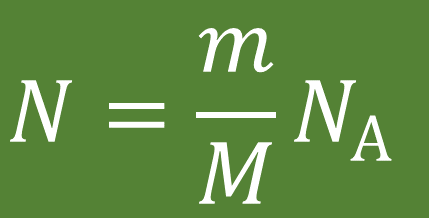 N = m/M N_A